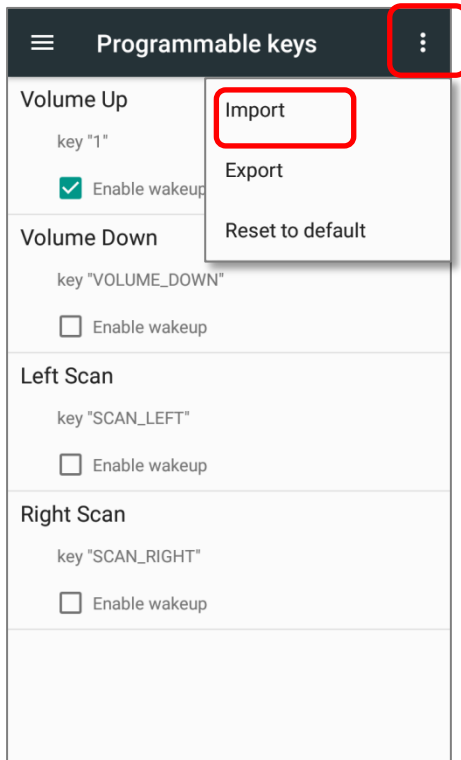 Programmable keys
Volume Up
Import
key "1"
Export
Enable wakeup
Volume Down
Reset to default
key "VOLUME_DOWN"
Enable wakeup
Left Scan
key "SCAN_LEFT"
Enable wakeup
Right Scan
key "SCAN_RIGHT"
Enable wakeup